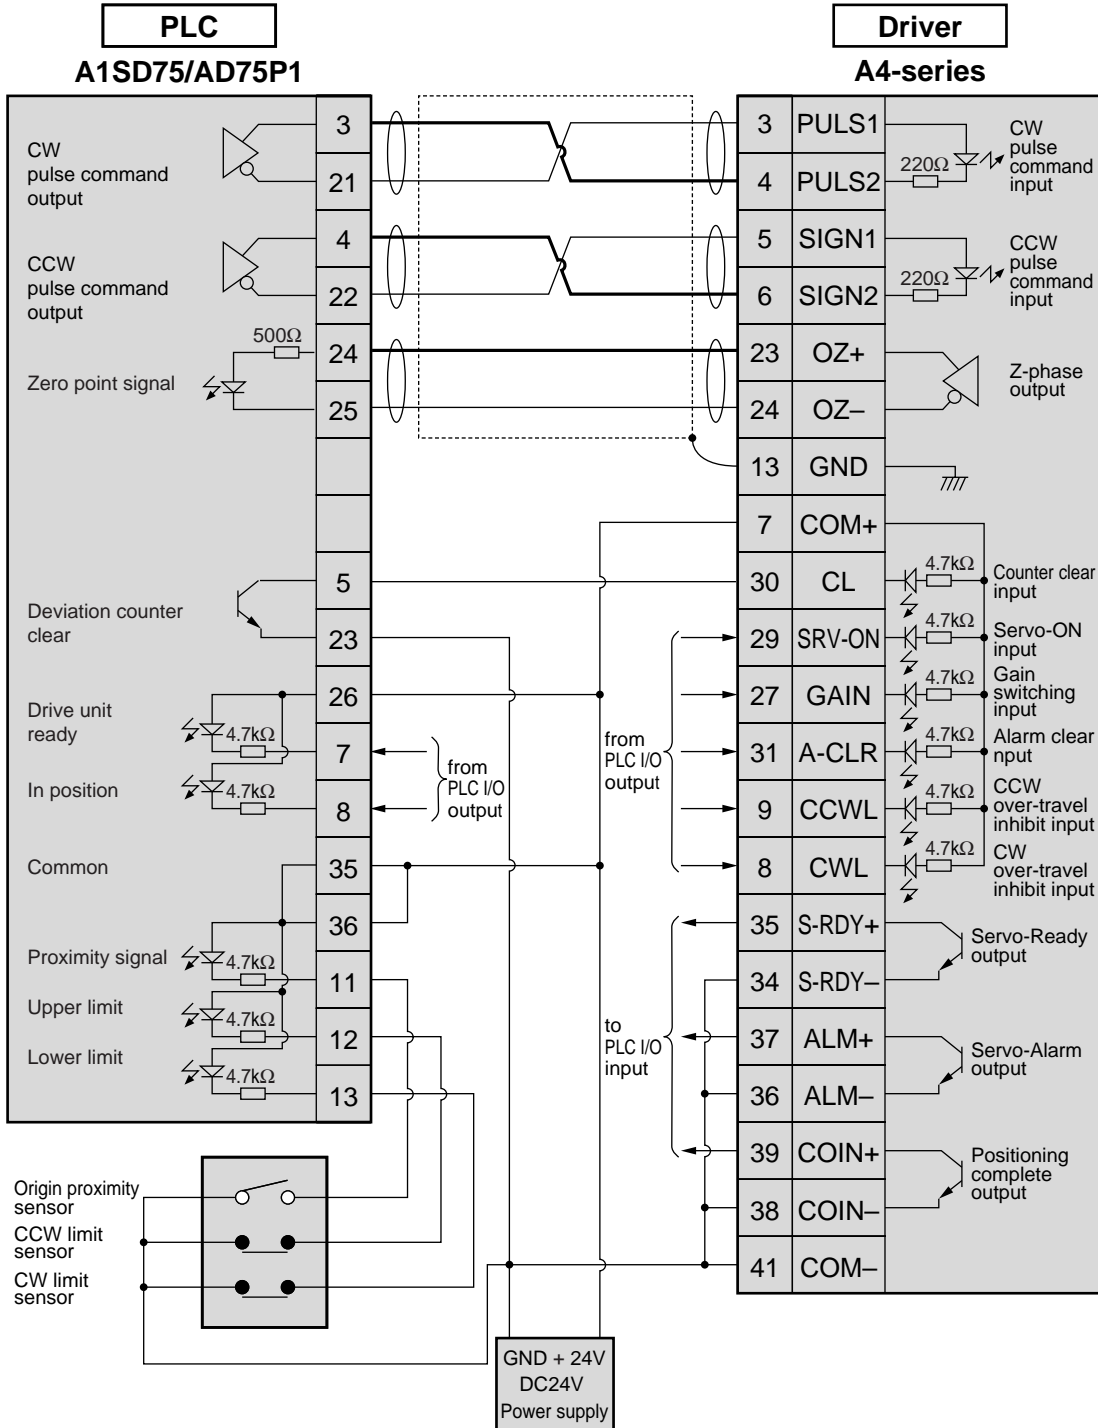 PLC
A1SD75/AD75P1
Driver
A4-series
CW
pulse command
output
3
21
CCW
pulse command
output
4
22
500Ω
Zero point signal
24
25
Deviation counter
clear
5
23
Drive unit
ready
26
4.7kΩ
7
In position
4.7kΩ
8
from
PLC I/O
output
Common
35
36
Proximity signal
4.7kΩ
11
Upper limit
4.7kΩ
12
Lower limit
4.7kΩ
13
Origin proximity
sensor
CCW limit
sensor
CW limit
sensor
GND + 24V
DC24V
Power supply
from
PLC I/O
output
to
PLC I/O
input
3 PULS1
4 PULS2
220Ω
CW
pulse
command
input
5 SIGN1
6 SIGN2
220Ω
CCW
pulse
command
input
23 OZ+
24 OZ–
Z-phase
output
13 GND
7 COM+
30 CL
4.7kΩ
Counter clear
input
29 SRV-ON
4.7kΩ
Servo-ON
input
27 GAIN
4.7kΩ
Gain
switching
input
31 A-CLR
4.7kΩ
Alarm clear
nput
9 CCWL
4.7kΩ
CCW
over-travel
inhibit input
8 CWL
4.7kΩ
CW
over-travel
inhibit input
35 S-RDY+
34 S-RDY–
Servo-Ready
output
37 ALM+
36 ALM–
Servo-Alarm
output
39 COIN+
38 COIN–
Positioning
complete
output
41 COM–